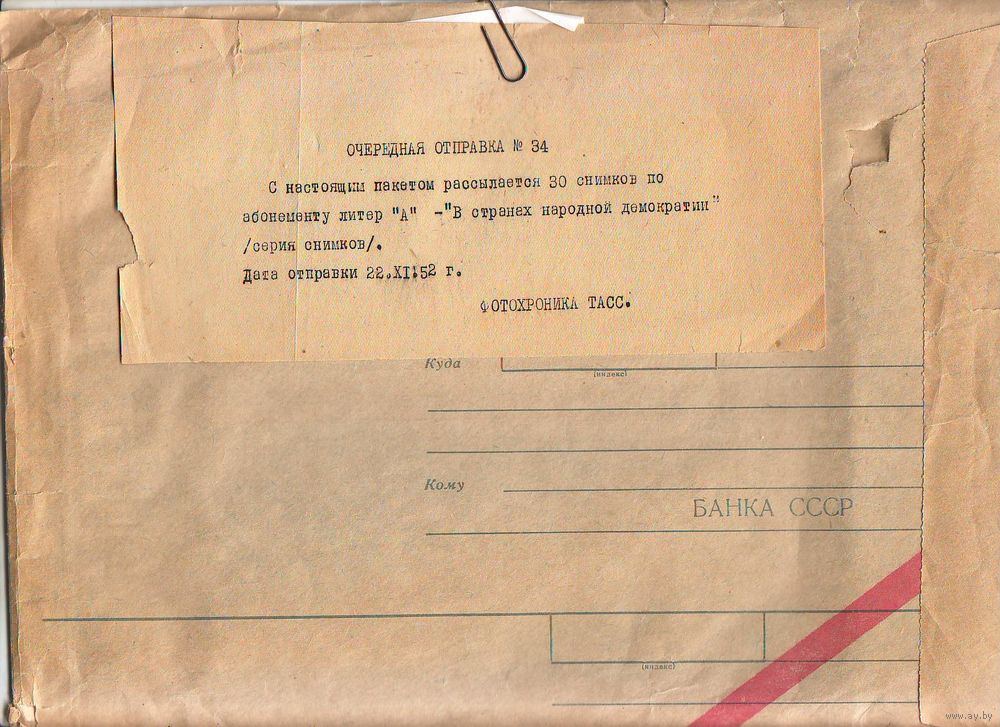 ОЧЕРЕДНАЯ ОТПРАВКА № 34
С настоящим пакетом рассылается 30 снимков по
абонементу литер "А" -"В странах народной демократии"
/серия снимков/.
Дата отправки 22.XI.52 г.
ФОТОХРОНИКА ТАСС.
Куда
(индекс)
Кому
БАНКА СССР
(индекс)
www.ay.by